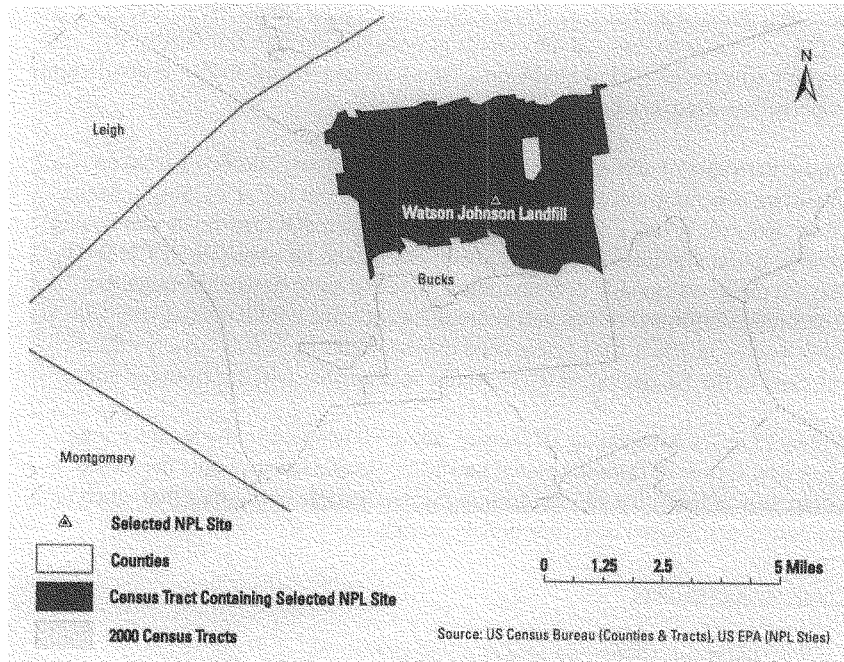 N
Leigh
Watson Johnson Landfill
Bucks
Montgomery
Selected NPL Site
Counties
Census Tract Containing Selected NPL Site
2000 Census Tracts
0 1.25 2.5 5 Miles
Source: US Census Bureau (Counties & Tracts), US EPA (NPL Sties)